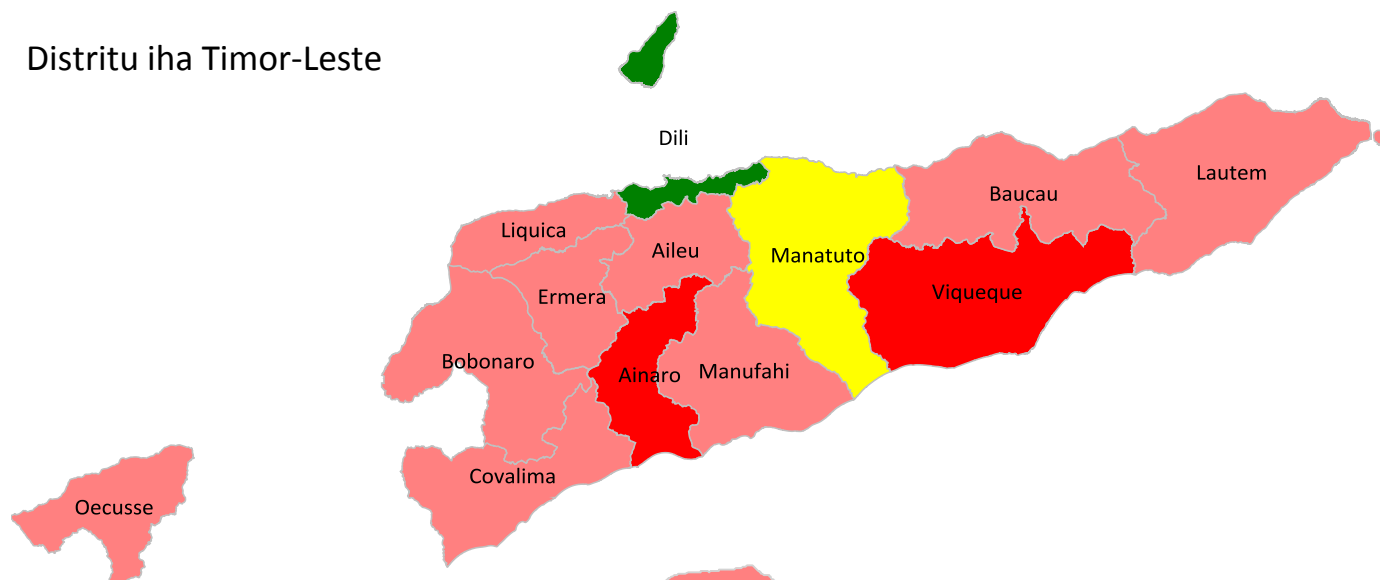 Distritu iha Timor-Leste
Dili
Lautem
Baucau
Liquica
Aileu
Manatuto
Viqueque
Ermera
Bobonaro
Ainaro
Manufahi
Covalima
Oecusse